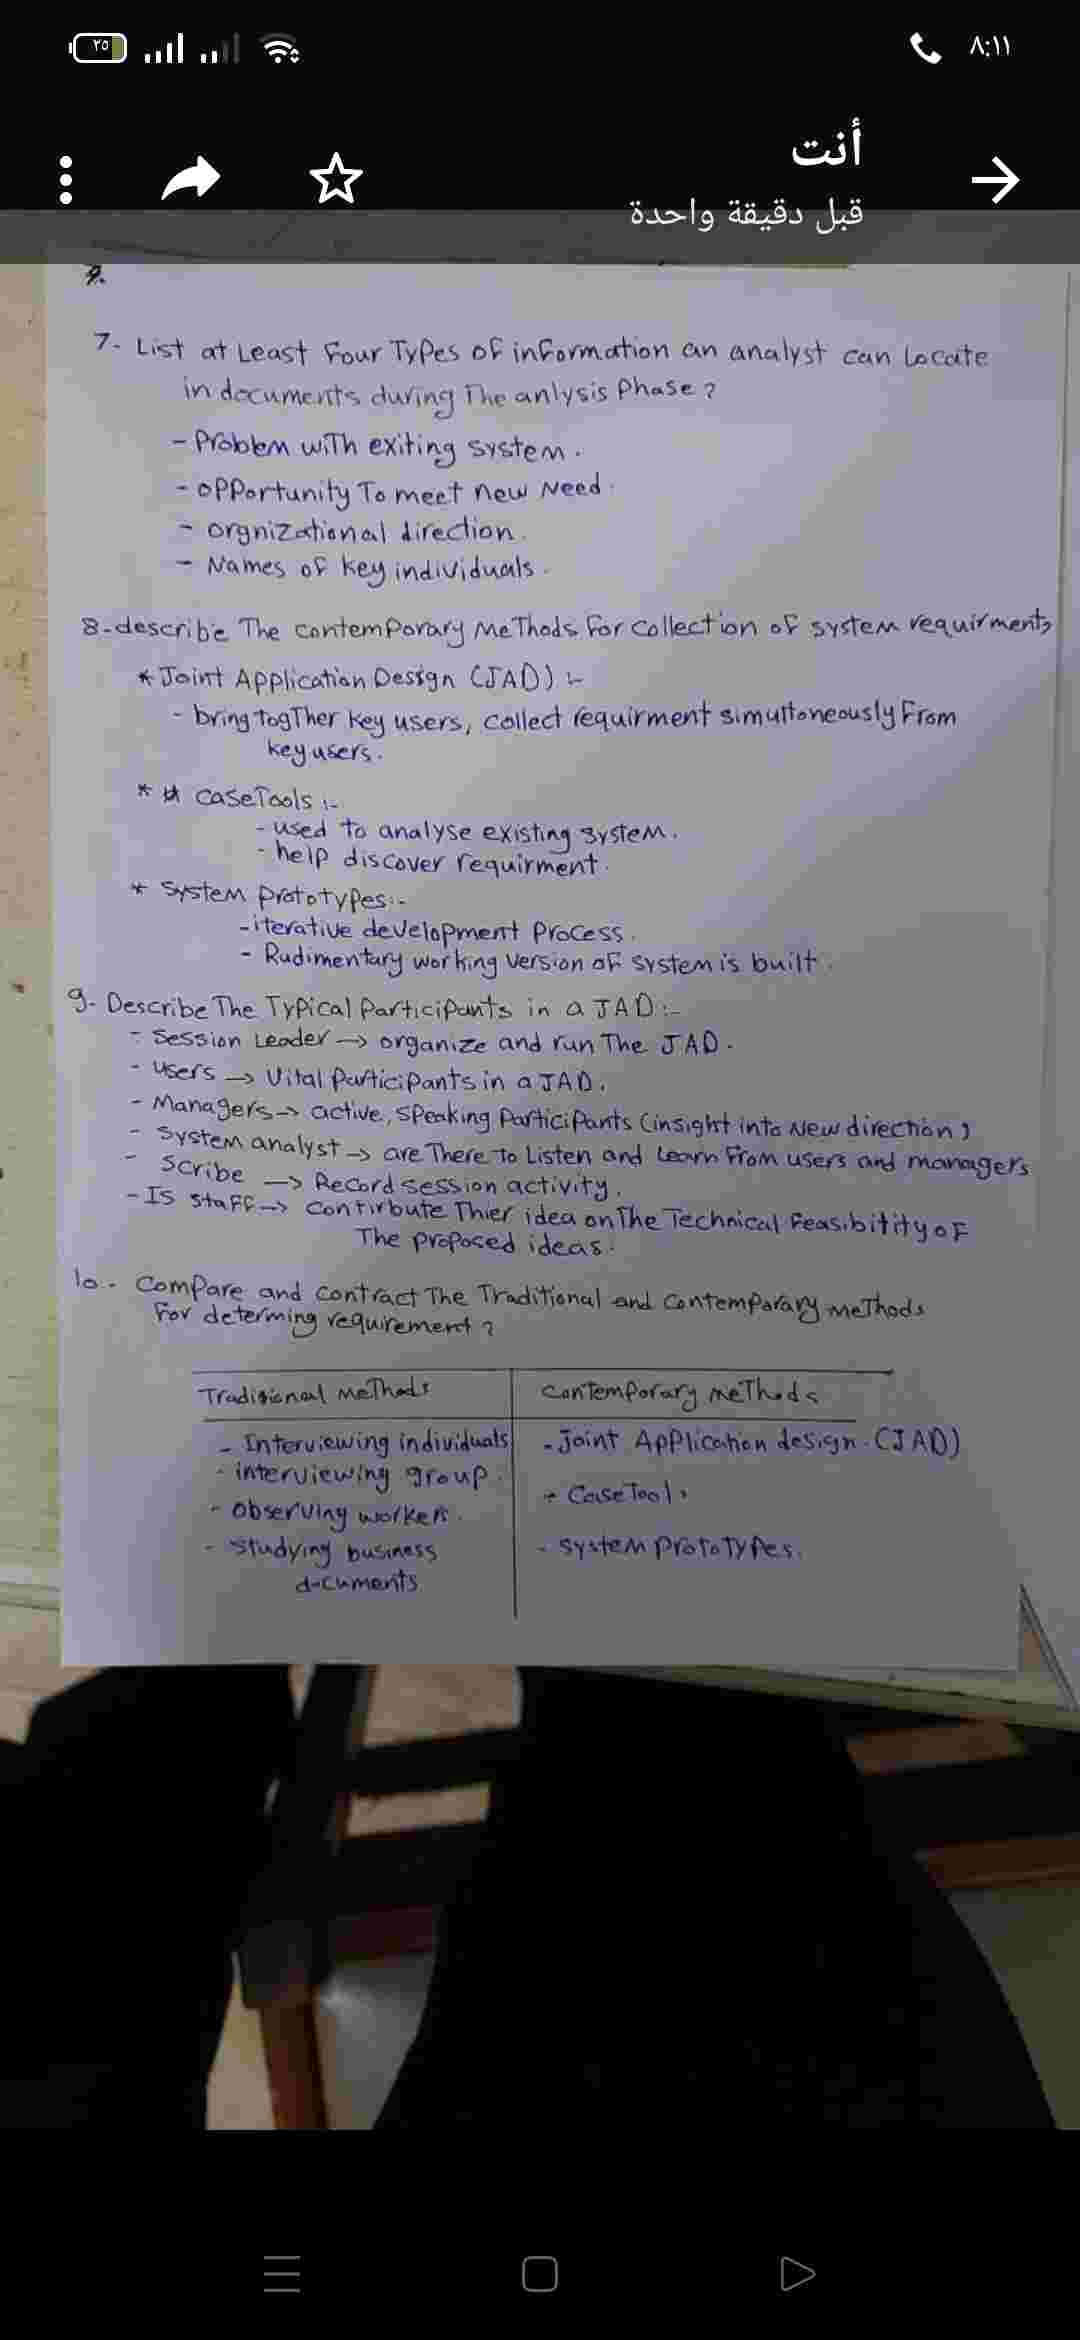 ٢٥
٨:١١
أنت
قبل دقيقة واحدة
7- List at Least Four Types of information an analyst can Locate
in documents during The anlysis Phase ?
- Problem with exiting system .
- opportunity To meet new Need .
- orgnizational direction .
- Names of key individuals .
8- describe The contemporary Methods for collection of system requirments
* Joint Application Design (JAD) :-
- bring togTher key users, collect requirment simultoneously From
key users .
* caseTools :-
- used to analyse existing system .
- help discover requirment .
* System prototypes :-
- iterative development Process .
- Rudimentary working version of system is built .
9- Describe The Typical Participants in a JAD :-
- Session Leader → organize and run The JAD .
- users → Vital Participants in a JAD .
- Managers → active, speaking Participants (insight into New direction)
- System analyst → are There To Listen and Learn From users and managers
- Scribe → Record session activity .
- IS Staff → contirbute Thier idea on The Technical Feasibitity of
The proposed ideas .
10 - Compare and contract The Traditional and Contemporary methods
For determing requirement ?
Traditional methods
contemporary methods
- Interviewing individuals
- interviewing group .
- observing workers .
- studying business
documents
- Joint Application design . (JAD)
- CaseTools
- system prototypes .